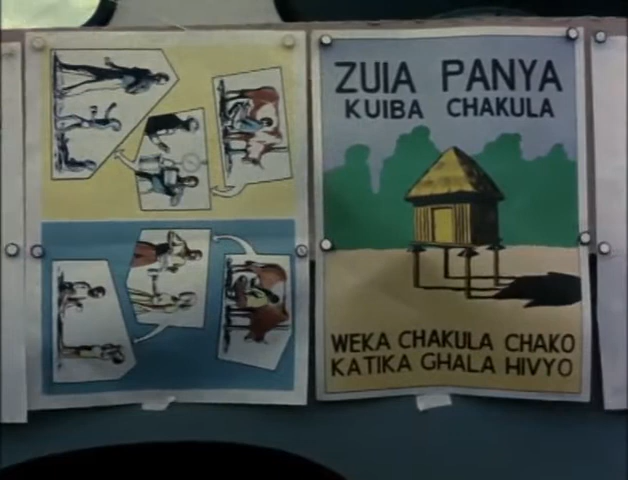 ZUIA PANYA
KUIBA CHAKULA
WEKA CHAKULA CHAKO
KATIKA GHALA HIVYO